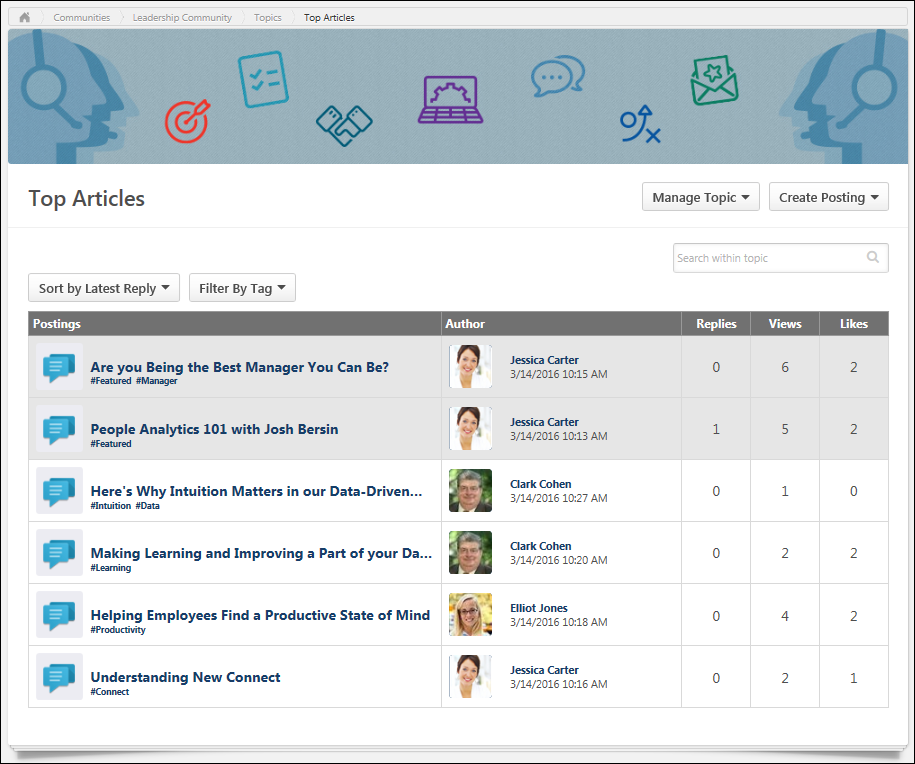 Communities Leadership Community Topics Top Articles
Top Articles
Manage Topic Create Posting
Search within topic
Sort by Latest Reply Filter By Tag
Postings Author Replies Views Likes
Are you Being the Best Manager You Can Be?
#Featured #Manager
Jessica Carter
3/14/2016 10:15 AM
0 6 2
People Analytics 101 with Josh Bersin
#Featured
Jessica Carter
3/14/2016 10:13 AM
1 5 2
Here's Why Intuition Matters in our Data-Driven...
#Intuition #Data
Clark Cohen
3/14/2016 10:27 AM
0 1 0
Making Learning and Improving a Part of your Da...
#Learning
Clark Cohen
3/14/2016 10:20 AM
0 2 2
Helping Employees Find a Productive State of Mind
#Productivity
Elliot Jones
3/14/2016 10:18 AM
0 4 2
Understanding New Connect
#Connect
Jessica Carter
3/14/2016 10:16 AM
0 2 1